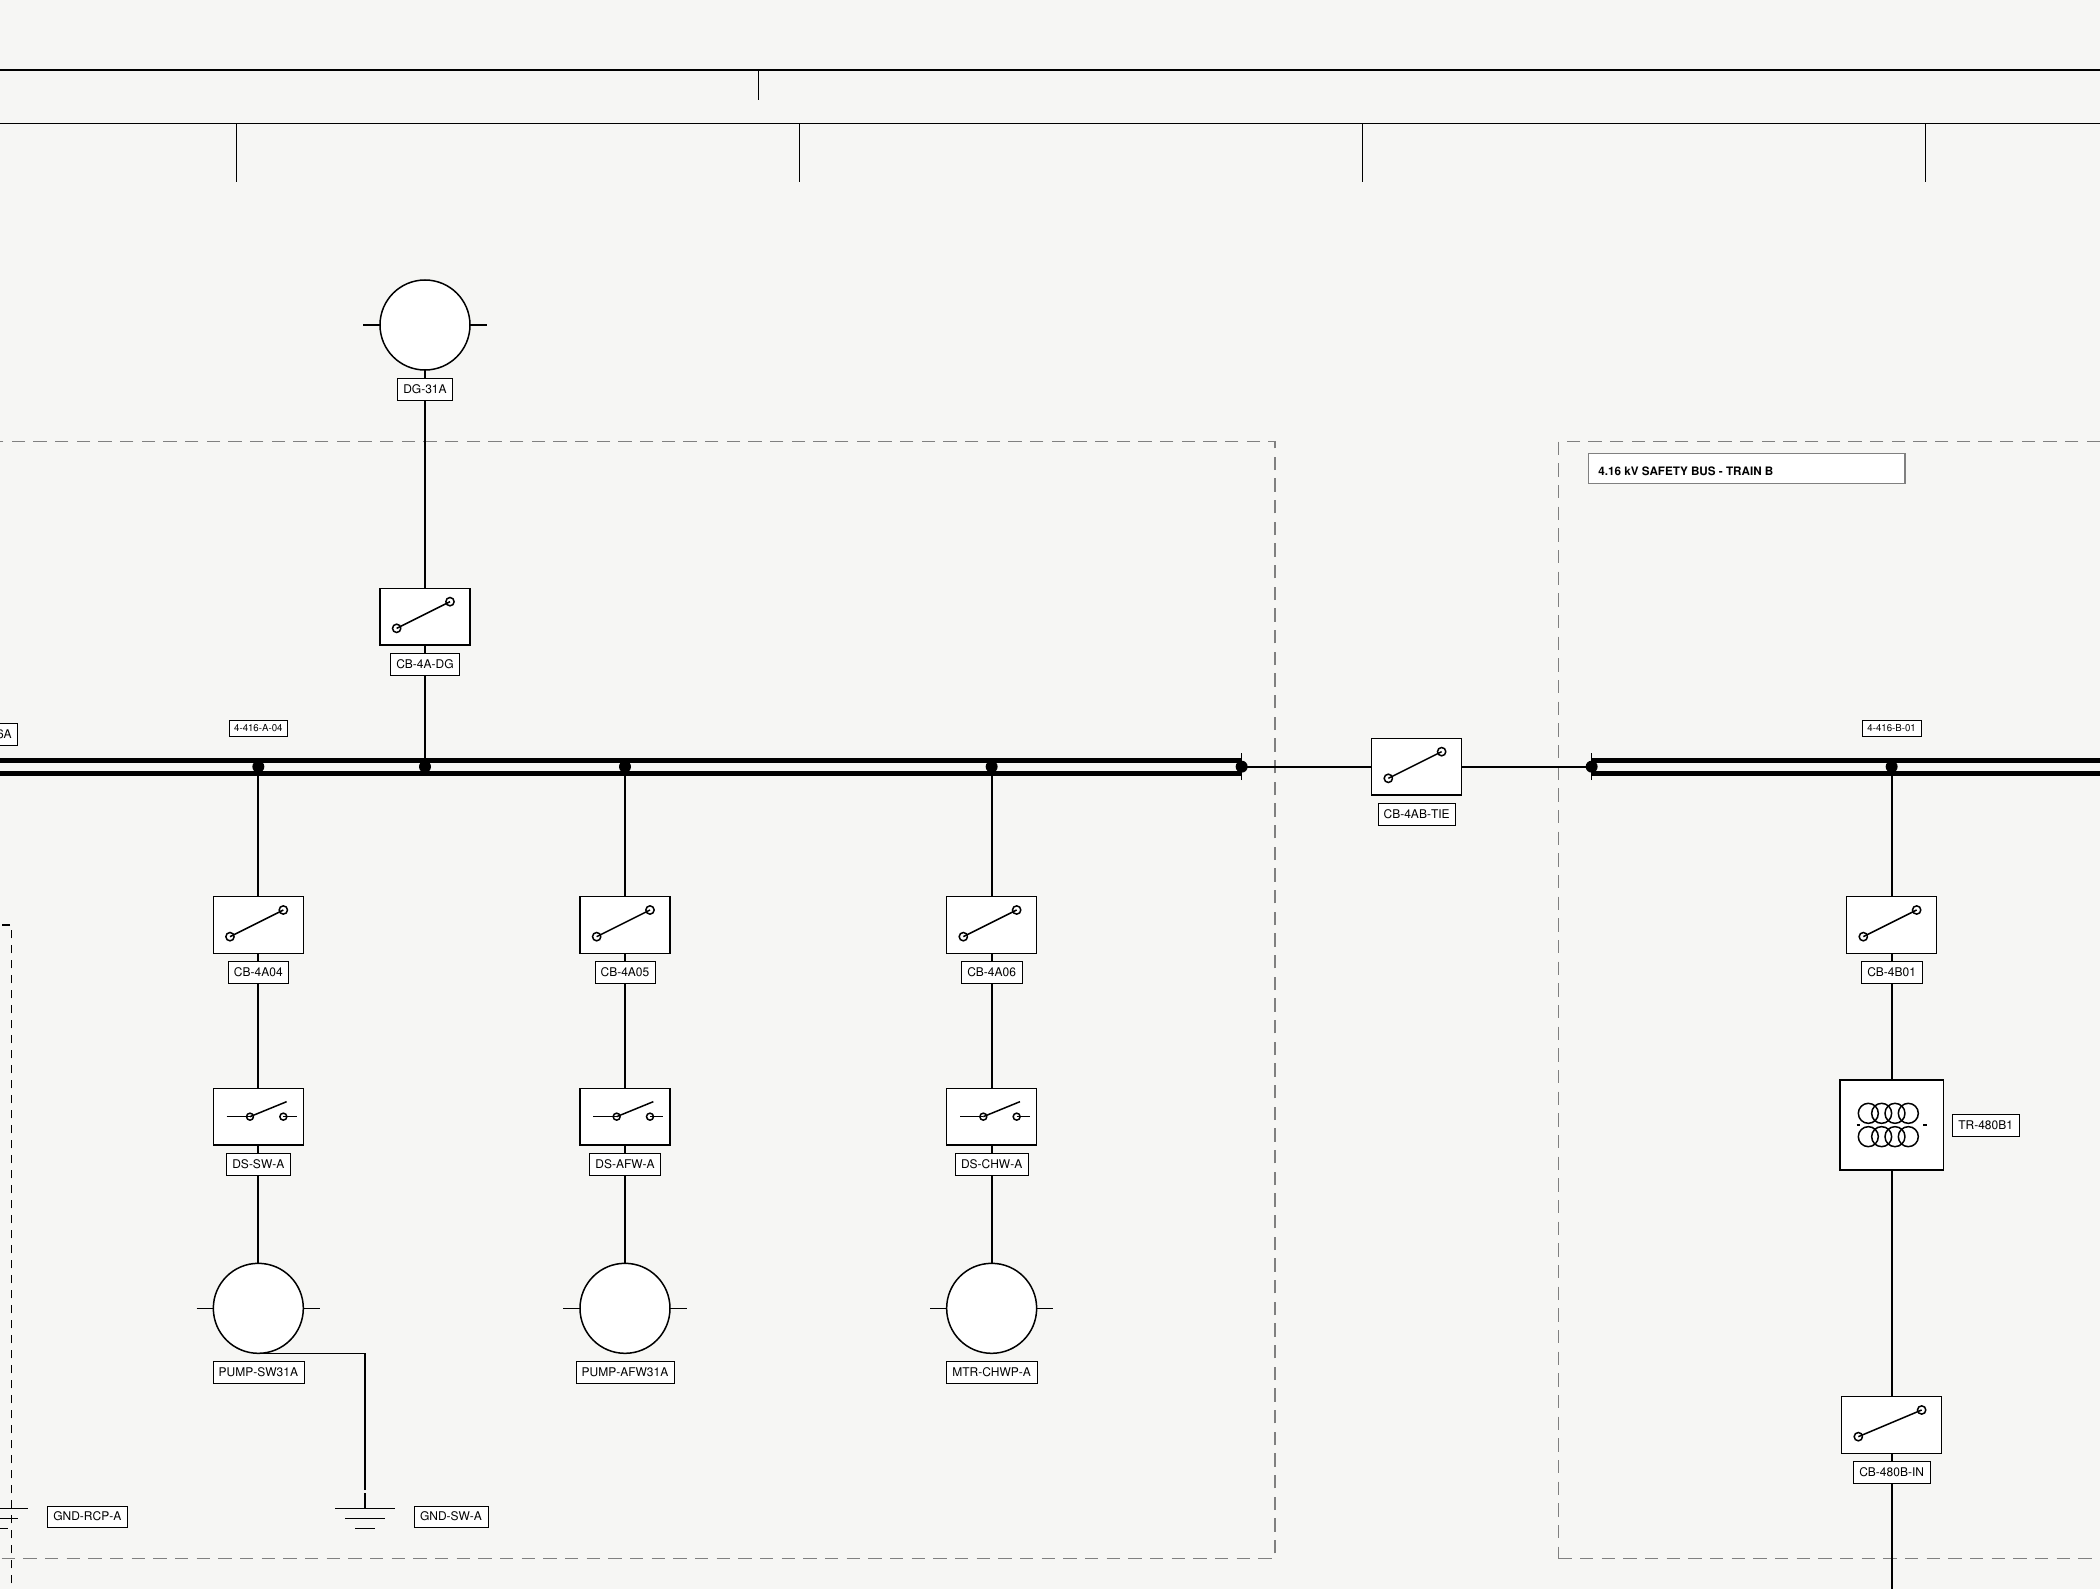 DG-31A
4.16 kV SAFETY BUS - TRAIN B
CB-4A-DG
4-416-A-04
4-416-B-01
CB-4AB-TIE
CB-4A04
CB-4A05
CB-4A06
CB-4B01
TR-480B1
DS-SW-A
DS-AFW-A
DS-CHW-A
PUMP-SW31A
PUMP-AFW31A
MTR-CHWP-A
CB-480B-IN
GND-RCP-A
GND-SW-A